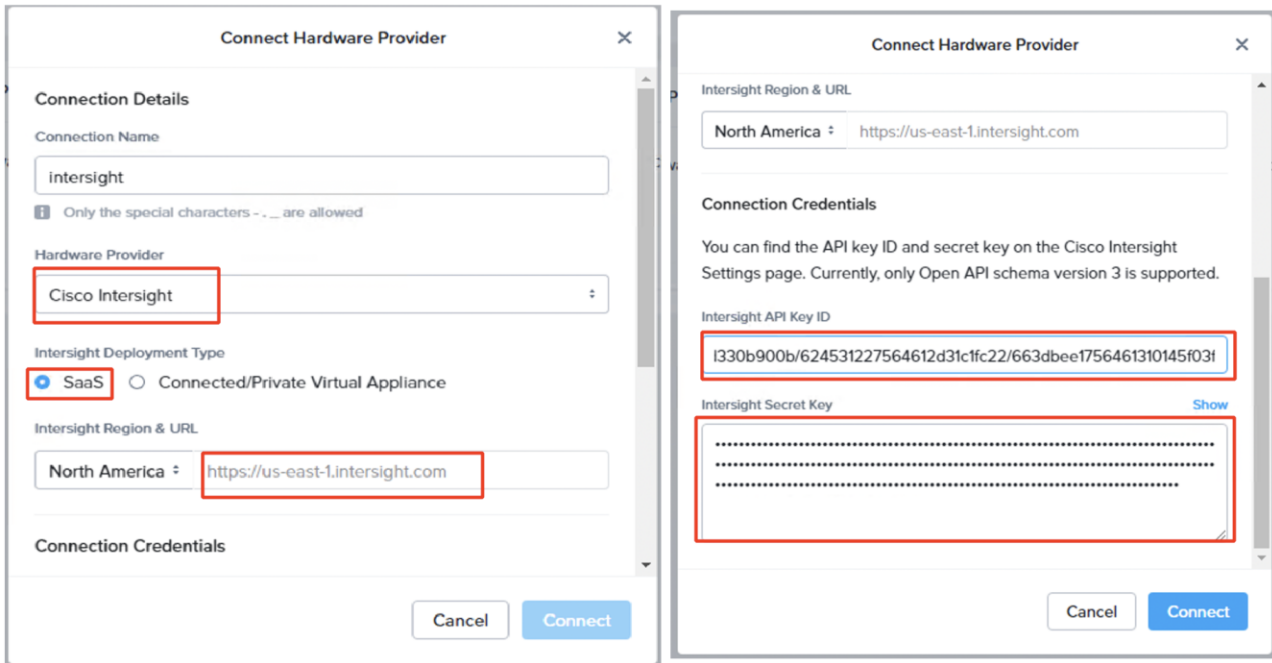 Connect Hardware Provider
Connection Details
Connection Name
intersight
Only the special characters - . _ are allowed
Hardware Provider
Cisco Intersight
Intersight Deployment Type
SaaS
Connected/Private Virtual Appliance
Intersight Region & URL
North America
https://us-east-1.intersight.com
Connection Credentials
Cancel
Connect
Connect Hardware Provider
Intersight Region & URL
North America
https://us-east-1.intersight.com
Connection Credentials
You can find the API key ID and secret key on the Cisco Intersight
Settings page. Currently, only Open API schema version 3 is supported.
Intersight API Key ID
l330b900b/624531227564612d31c1fc22/663dbee1756461310145f03f
Intersight Secret Key
Show
Cancel
Connect